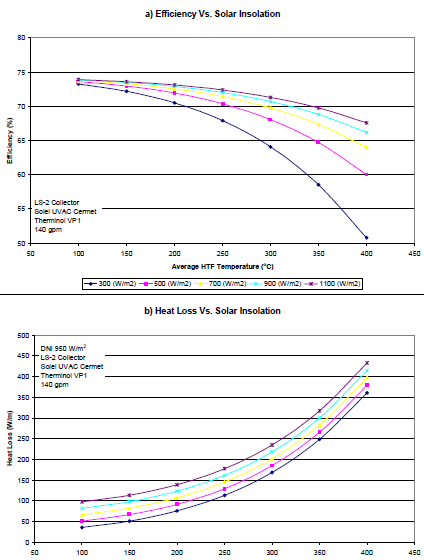 a) Efficiency Vs. Solar Insolation
80
75
70
65
60
55
50
Efficiency (%)
LS-2 Collector
Solel UVAC Cermet
Therminol VP1
140 gpm
50 100 150 200 250 300 350 400 450
Average HTF Temperature (°C)
300 (W/m2) 500 (W/m2) 700 (W/m2) 900 (W/m2) 1100 (W/m2)
b) Heat Loss Vs. Solar Insolation
500
450
400
350
300
250
200
150
100
50
0
Heat Loss (W/m)
DNI 950 W/m²
LS-2 Collector
Solel UVAC Cermet
Therminol VP1
140 gpm
50 100 150 200 250 300 350 400 450